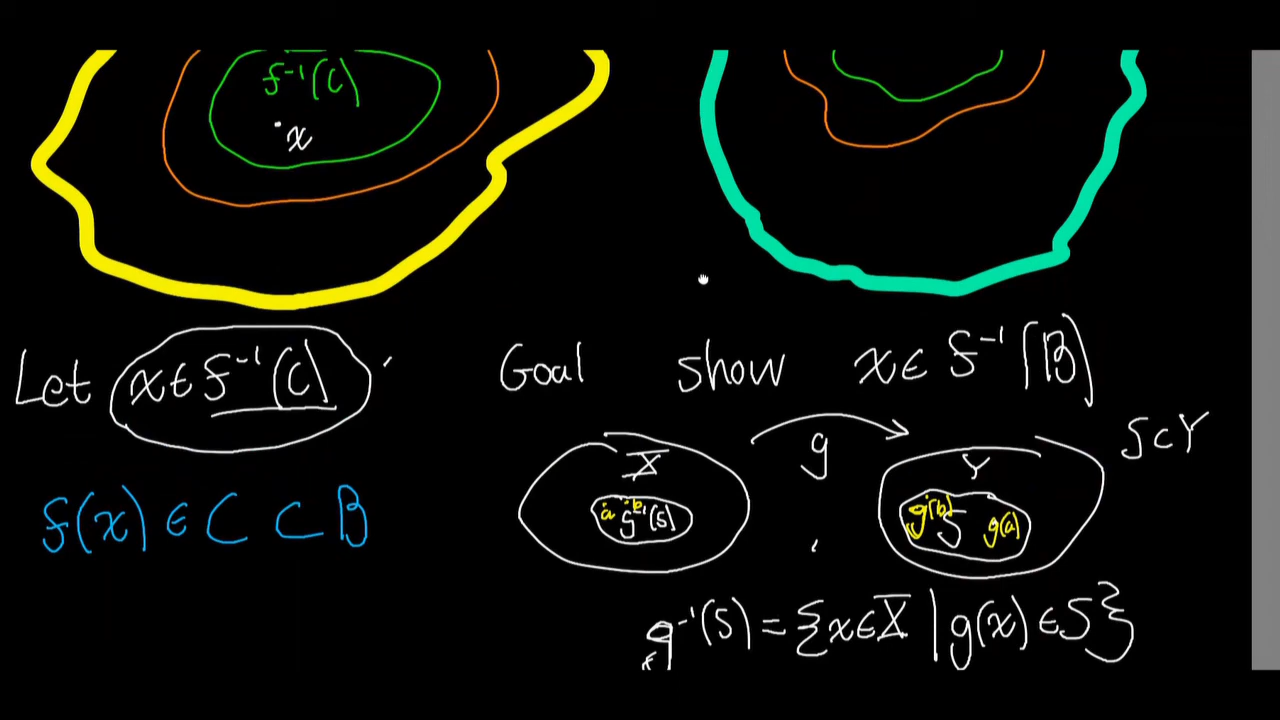 f⁻¹(C)
x
Let x∈f⁻¹(C) Goal show x∈f⁻¹(B)
g
X Y S⊂Y
a b g⁻¹(S) g(b) S g(a)
f(x)∈C⊂B
g⁻¹(S)={x∈X|g(x)∈S}